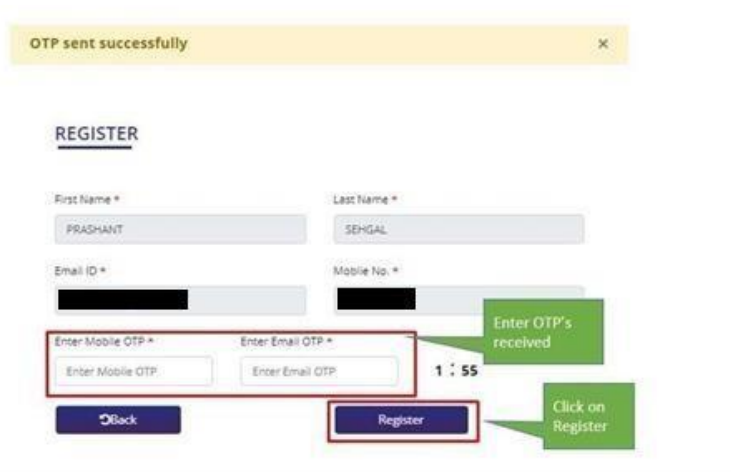 OTP sent successfully ×
REGISTER
First Name * Last Name *
PRASHANT SEHGAL
Email ID * Mobile No. *
Enter OTP's
received
Enter Mobile OTP * Enter Email OTP *
Enter Mobile OTP Enter Email OTP 1 : 55
Back Register
Click on
Register